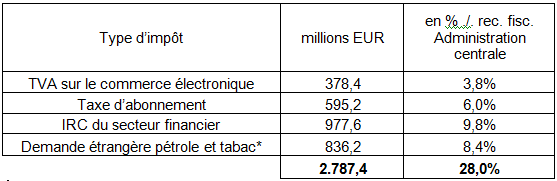 Type d'impôt millions EUR en % ./. rec. fisc. Administration centrale
TVA sur le commerce électronique 378,4 3,8%
Taxe d'abonnement 595,2 6,0%
IRC du secteur financier 977,6 9,8%
Demande étrangère pétrole et tabac* 836,2 8,4%
2.787,4 28,0%